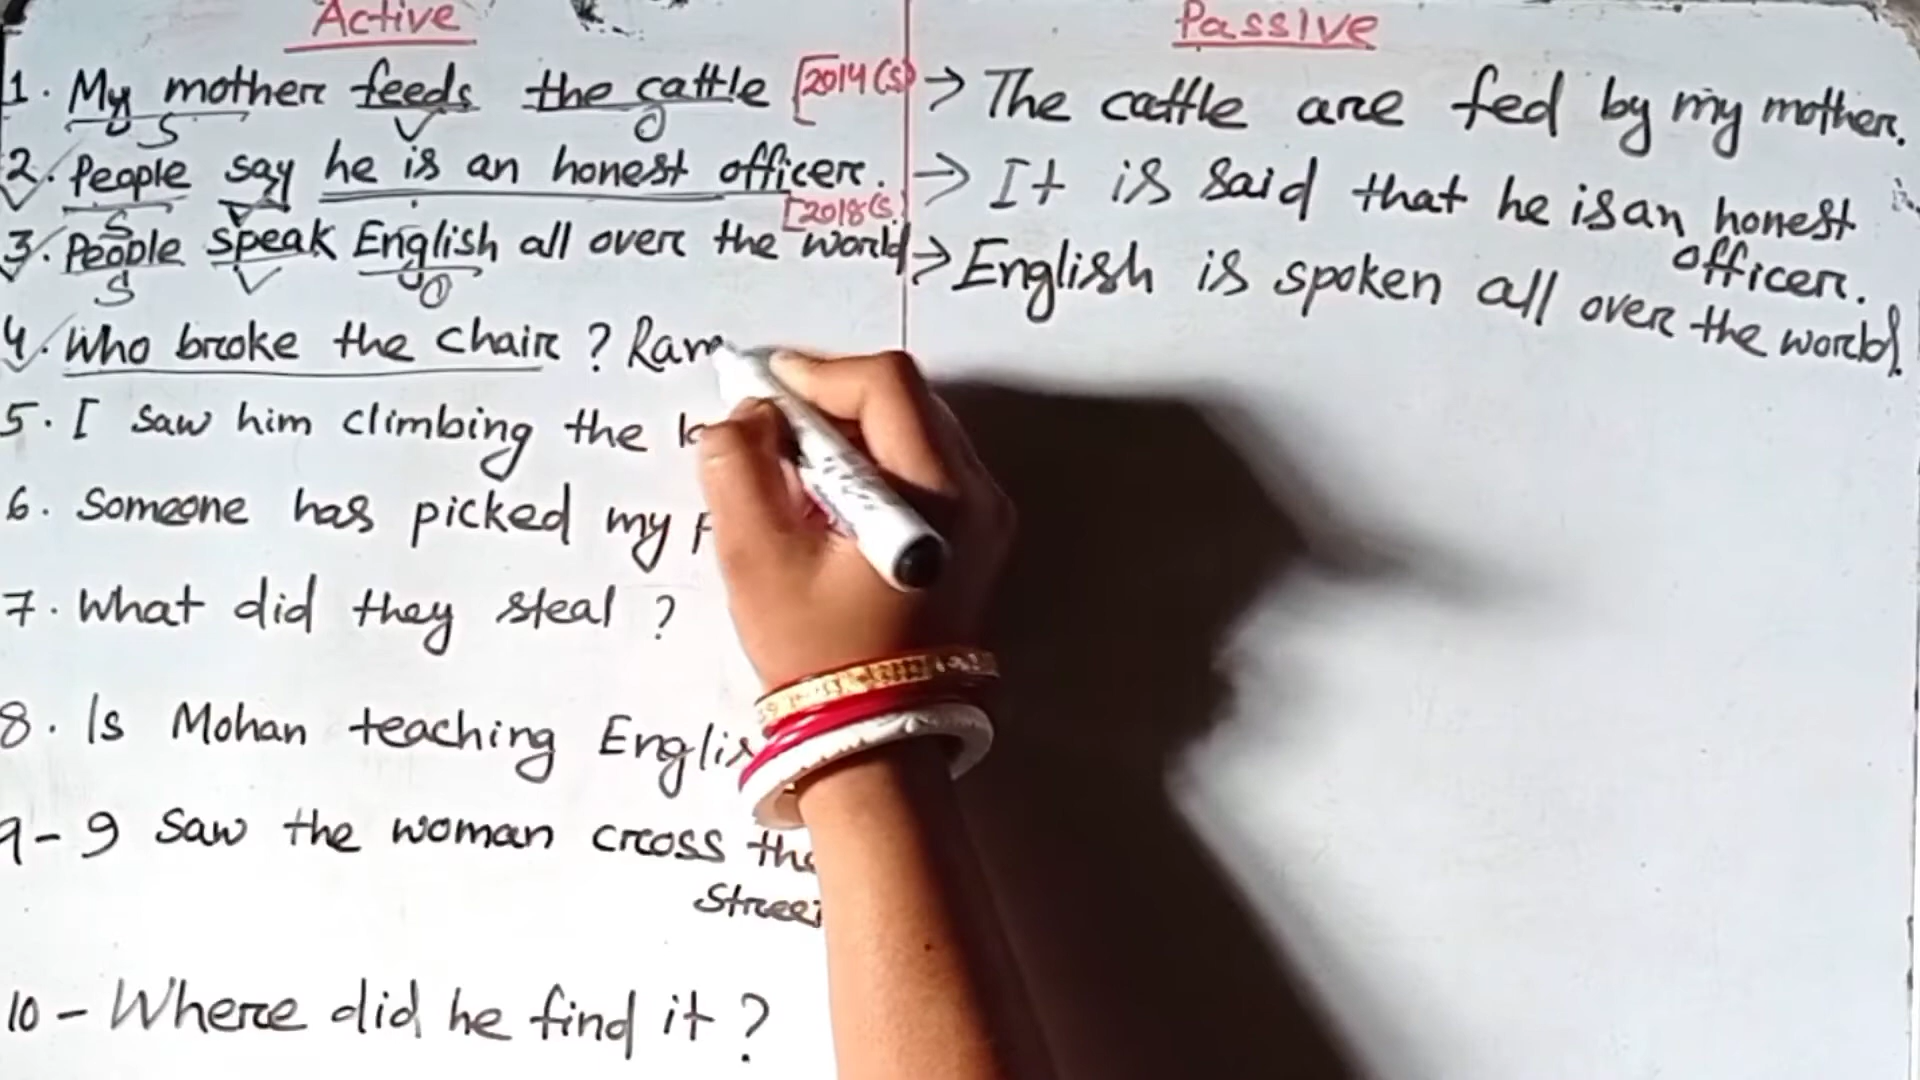 Active
Passive
1. My mother feeds the cattle [2014(s) → The cattle are fed by my mother.
S V O
2. People say he is an honest officer. → It is said that he is an honest officer.
S V
[2018(s)
3. People speak English all over the world → English is spoken all over the world.
S V O
4. Who broke the chair ? Ram
5. I saw him climbing the
6. Someone has picked my
7. What did they steal ?
8. Is Mohan teaching
9 - 9 Saw the woman cross
10 - Where did he find it ?